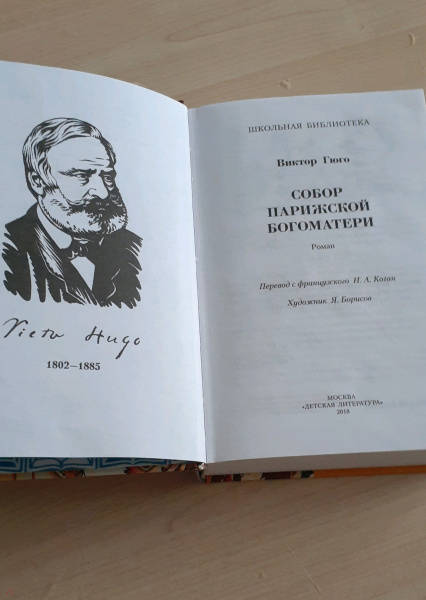 Victor Hugo
1802–1885
ШКОЛЬНАЯ БИБЛИОТЕКА
Виктор Гюго
СОБОР
ПАРИЖСКОЙ
БОГОМАТЕРИ
Роман
Перевод с французского Н. А. Коган
Художник Я. Борисов
МОСКВА
«ДЕТСКАЯ ЛИТЕРАТУРА»
2018